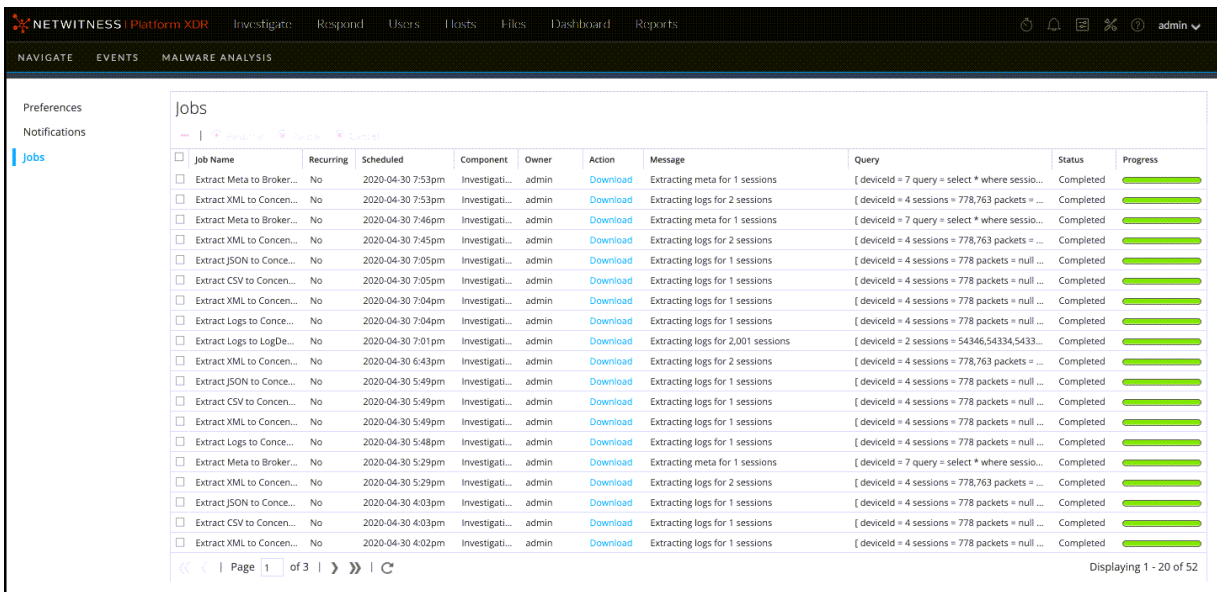 NETWITNESS | Platform XDR Investigate Respond Users Hosts Files Dashboard Reports admin
NAVIGATE EVENTS MALWARE ANALYSIS
Preferences
Notifications
Jobs
Jobs
Job Name Recurring Scheduled Component Owner Action Message Query Status Progress
Extract Meta to Broker... No 2020-04-30 7:53pm Investigati... admin Download Extracting meta for 1 sessions [ deviceId = 7 query = select * where sessio... Completed
Extract XML to Concen... No 2020-04-30 7:53pm Investigati... admin Download Extracting logs for 2 sessions [ deviceId = 4 sessions = 778,763 packets = ... Completed
Extract Meta to Broker... No 2020-04-30 7:46pm Investigati... admin Download Extracting meta for 1 sessions [ deviceId = 7 query = select * where sessio... Completed
Extract XML to Concen... No 2020-04-30 7:45pm Investigati... admin Download Extracting logs for 2 sessions [ deviceId = 4 sessions = 778,763 packets = ... Completed
Extract JSON to Conce... No 2020-04-30 7:05pm Investigati... admin Download Extracting logs for 1 sessions [ deviceId = 4 sessions = 778 packets = null ... Completed
Extract CSV to Concen... No 2020-04-30 7:05pm Investigati... admin Download Extracting logs for 1 sessions [ deviceId = 4 sessions = 778 packets = null ... Completed
Extract XML to Concen... No 2020-04-30 7:04pm Investigati... admin Download Extracting logs for 1 sessions [ deviceId = 4 sessions = 778 packets = null ... Completed
Extract Logs to Conce... No 2020-04-30 7:04pm Investigati... admin Download Extracting logs for 1 sessions [ deviceId = 4 sessions = 778 packets = null ... Completed
Extract Logs to LogDe... No 2020-04-30 7:01pm Investigati... admin Download Extracting logs for 2,001 sessions [ deviceId = 2 sessions = 54346,54334,5433... Completed
Extract XML to Concen... No 2020-04-30 6:43pm Investigati... admin Download Extracting logs for 2 sessions [ deviceId = 4 sessions = 778,763 packets = ... Completed
Extract JSON to Conce... No 2020-04-30 5:49pm Investigati... admin Download Extracting logs for 1 sessions [ deviceId = 4 sessions = 778 packets = null ... Completed
Extract CSV to Concen... No 2020-04-30 5:49pm Investigati... admin Download Extracting logs for 1 sessions [ deviceId = 4 sessions = 778 packets = null ... Completed
Extract XML to Concen... No 2020-04-30 5:49pm Investigati... admin Download Extracting logs for 1 sessions [ deviceId = 4 sessions = 778 packets = null ... Completed
Extract Logs to Conce... No 2020-04-30 5:48pm Investigati... admin Download Extracting logs for 1 sessions [ deviceId = 4 sessions = 778 packets = null ... Completed
Extract Meta to Broker... No 2020-04-30 5:29pm Investigati... admin Download Extracting meta for 1 sessions [ deviceId = 7 query = select * where sessio... Completed
Extract XML to Concen... No 2020-04-30 5:29pm Investigati... admin Download Extracting logs for 2 sessions [ deviceId = 4 sessions = 778,763 packets = ... Completed
Extract JSON to Conce... No 2020-04-30 4:03pm Investigati... admin Download Extracting logs for 1 sessions [ deviceId = 4 sessions = 778 packets = null ... Completed
Extract CSV to Concen... No 2020-04-30 4:03pm Investigati... admin Download Extracting logs for 1 sessions [ deviceId = 4 sessions = 778 packets = null ... Completed
Extract XML to Concen... No 2020-04-30 4:02pm Investigati... admin Download Extracting logs for 1 sessions [ deviceId = 4 sessions = 778 packets = null ... Completed
Page 1 of 3 Displaying 1 - 20 of 52